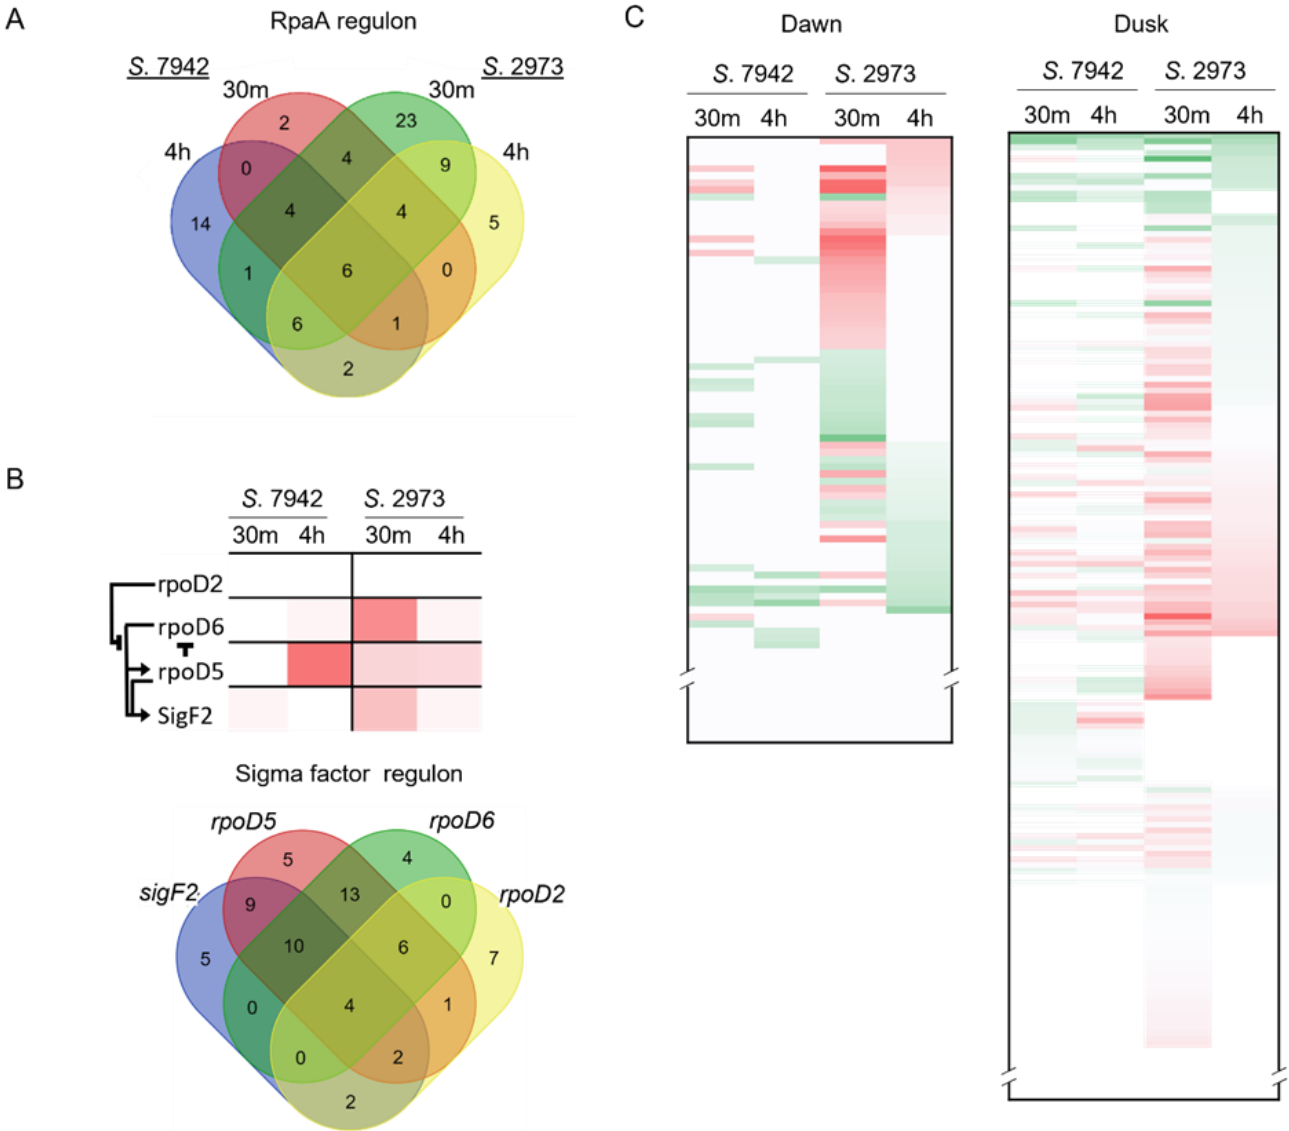 A
RpaA regulon
S. 7942
S. 2973
30m
30m
4h
4h
2
23
0
4
9
14
4
4
5
1
6
0
6
1
2
B
S. 7942
S. 2973
30m
4h
30m
4h
rpoD2
rpoD6
rpoD5
SigF2
Sigma factor regulon
rpoD5
rpoD6
sigF2
rpoD2
5
4
9
13
0
5
10
6
7
0
4
1
0
2
2
C
Dawn
S. 7942
S. 2973
30m
4h
30m
4h
Dusk
S. 7942
S. 2973
30m
4h
30m
4h